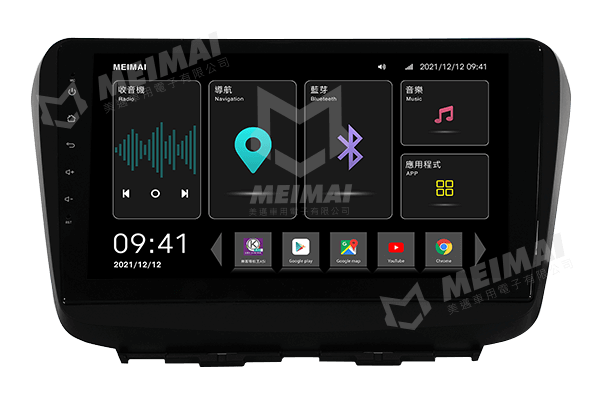 MEIMAI
2021/12/12 09:41
收音機
Radio
導航
Navigation
藍芽
Bluetooth
音樂
Music
應用程式
APP
09:41
2021/12/12
Google play
Google map
YouTube
Chrome
MEIMAI
美邁車用電子有限公司
MEIMAI
美邁車用電子有限公司
MEIMAI
美邁車用電子有限公司